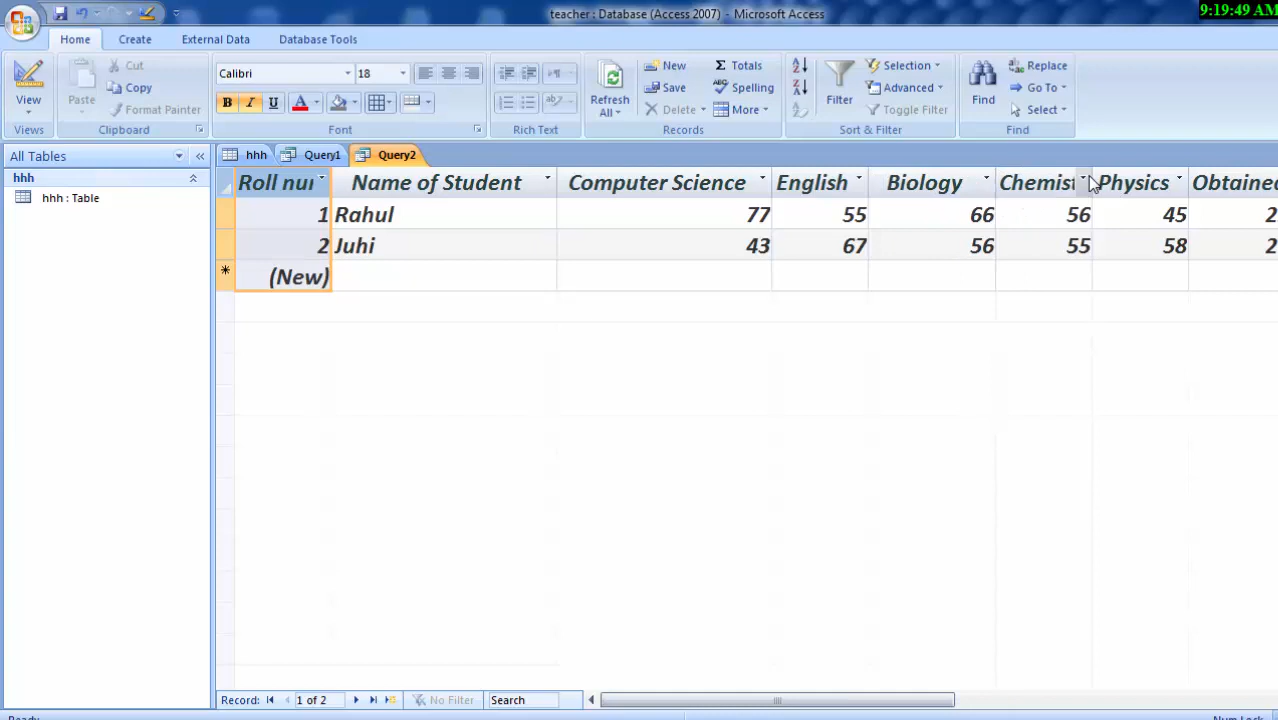 9:19:49 AM
teacher : Database (Access 2007) - Microsoft Access
Home Create External Data Database Tools
View
Views
Paste
Cut
Copy
Format Painter
Clipboard
Calibri 18
B I U A
Font
Rich Text
Refresh All
New
Save
Delete
Totals
Spelling
More
Records
Filter
Selection
Advanced
Toggle Filter
Sort & Filter
Find
Replace
Go To
Select
Find
All Tables
hhh
hhh : Table
hhh Query1 Query2
Roll nu Name of Student Computer Science English Biology Chemist Physics Obtained
1 Rahul 77 55 66 56 45 2
2 Juhi 43 67 56 55 58 2
* (New)
Record: 1 of 2 No Filter Search
Ready Num Lock